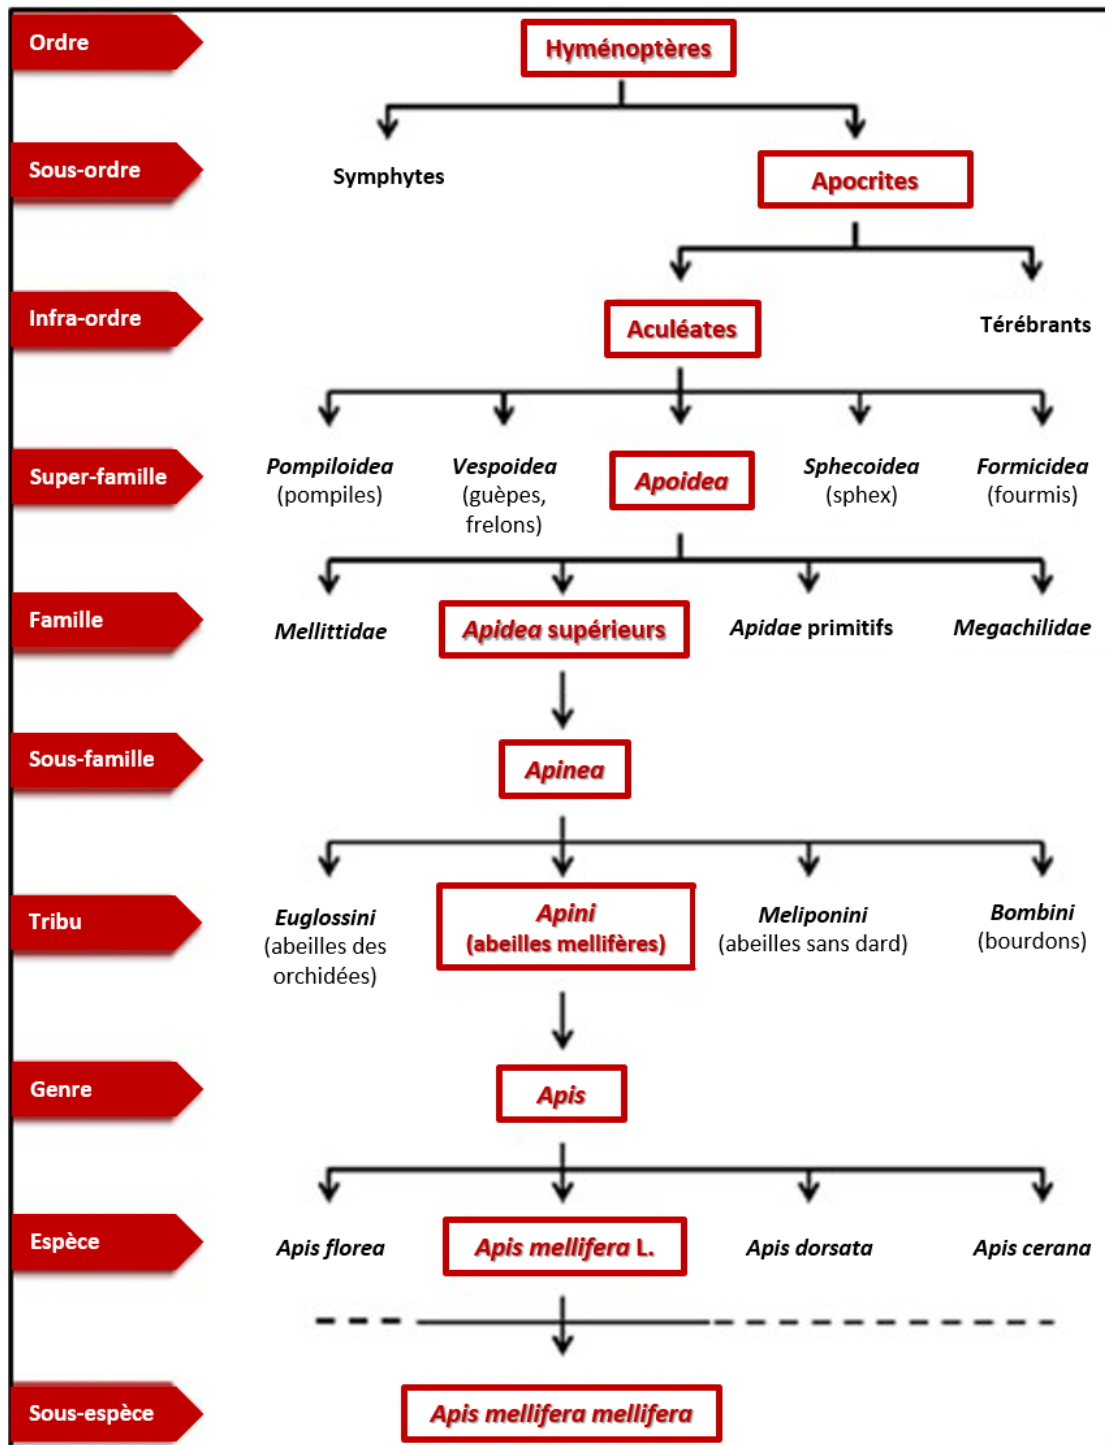 Ordre
Hyménoptères
Sous-ordre
Symphytes
Apocrites
Infra-ordre
Aculéates
Térébrants
Super-famille
Pompiloidea
(pompiles)
Vespoidea
(guèpes,
frelons)
Apoidea
Sphecoidea
(sphex)
Formicidea
(fourmis)
Famille
Mellittidae
Apidea supérieurs
Apidae primitifs
Megachilidae
Sous-famille
Apinea
Tribu
Euglossini
(abeilles des
orchidées)
Apini
(abeilles mellifères)
Meliponini
(abeilles sans dard)
Bombini
(bourdons)
Genre
Apis
Espèce
Apis florea
Apis mellifera L.
Apis dorsata
Apis cerana
Sous-espèce
Apis mellifera mellifera